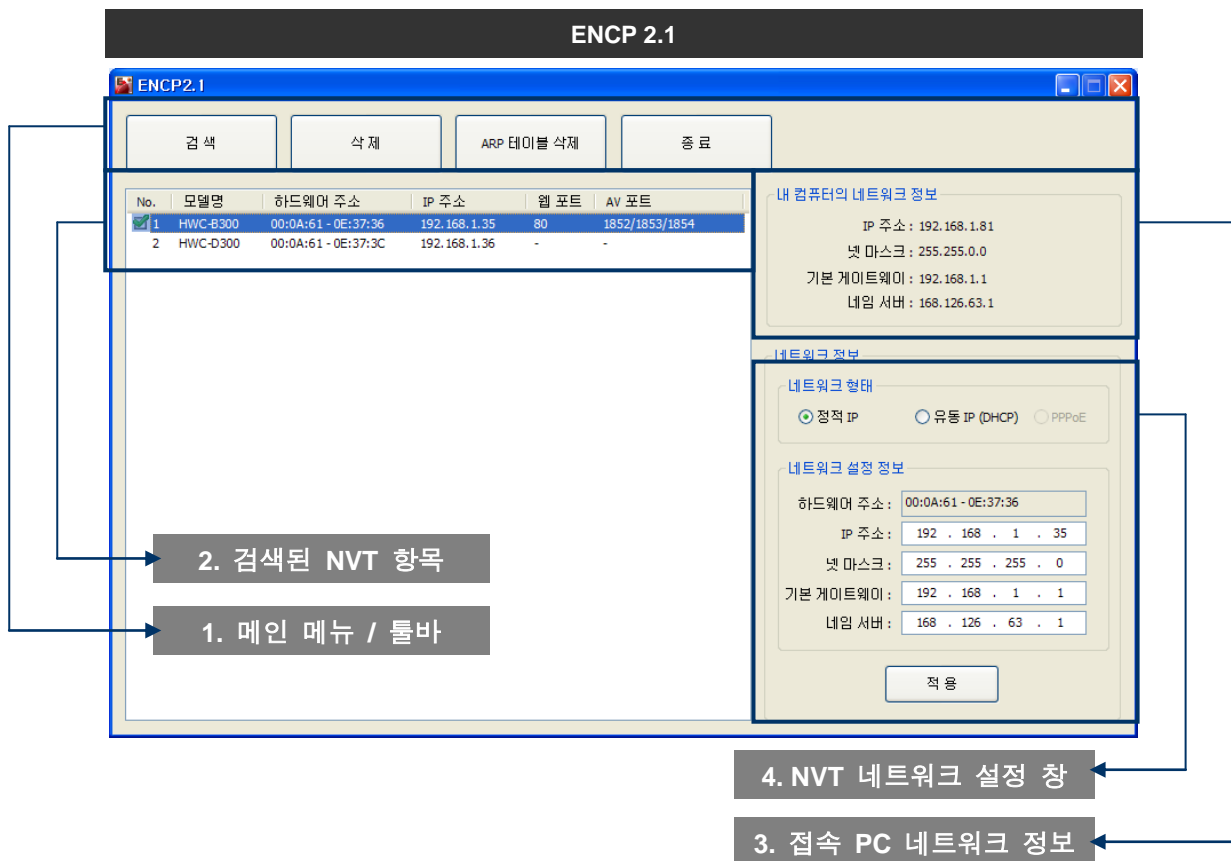 ENCP 2.1
ENCP2.1
검 색
삭 제
ARP 테이블 삭제
종 료
No. 모델명 하드웨어 주소 IP 주소 웹 포트 AV 포트
1 HWC-B300 00:0A:61 - 0E:37:36 192.168.1.35 80 1852/1853/1854
2 HWC-D300 00:0A:61 - 0E:37:3C 192.168.1.36 - -
내 컴퓨터의 네트워크 정보
IP 주소 : 192.168.1.81
넷 마스크 : 255.255.0.0
기본 게이트웨이 : 192.168.1.1
네임 서버 : 168.126.63.1
네트워크 정보
네트워크 형태
정적 IP 유동 IP (DHCP) PPPoE
네트워크 설정 정보
하드웨어 주소 : 00:0A:61 - 0E:37:36
IP 주소 : 192 . 168 . 1 . 35
넷 마스크 : 255 . 255 . 255 . 0
기본 게이트웨이 : 192 . 168 . 1 . 1
네임 서버 : 168 . 126 . 63 . 1
적 용
2. 검색된 NVT 항목
1. 메인 메뉴 / 툴바
4. NVT 네트워크 설정 창
3. 접속 PC 네트워크 정보